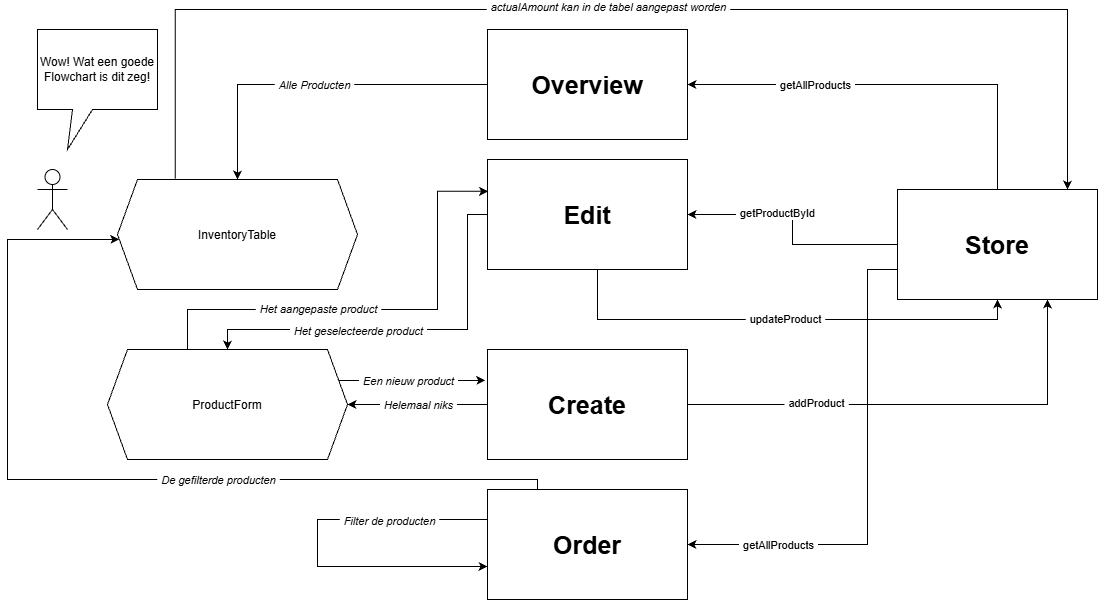 actualAmount kan in de tabel aangepast worden
Wow! Wat een goede
Flowchart is dit zeg!
Alle Producten
Overview
getAllProducts
Edit
getProductById
InventoryTable
Store
Het aangepaste product
updateProduct
Het geselecteerde product
Een nieuw product
ProductForm
Helemaal niks
Create
addProduct
De gefilterde producten
Filter de producten
Order
getAllProducts